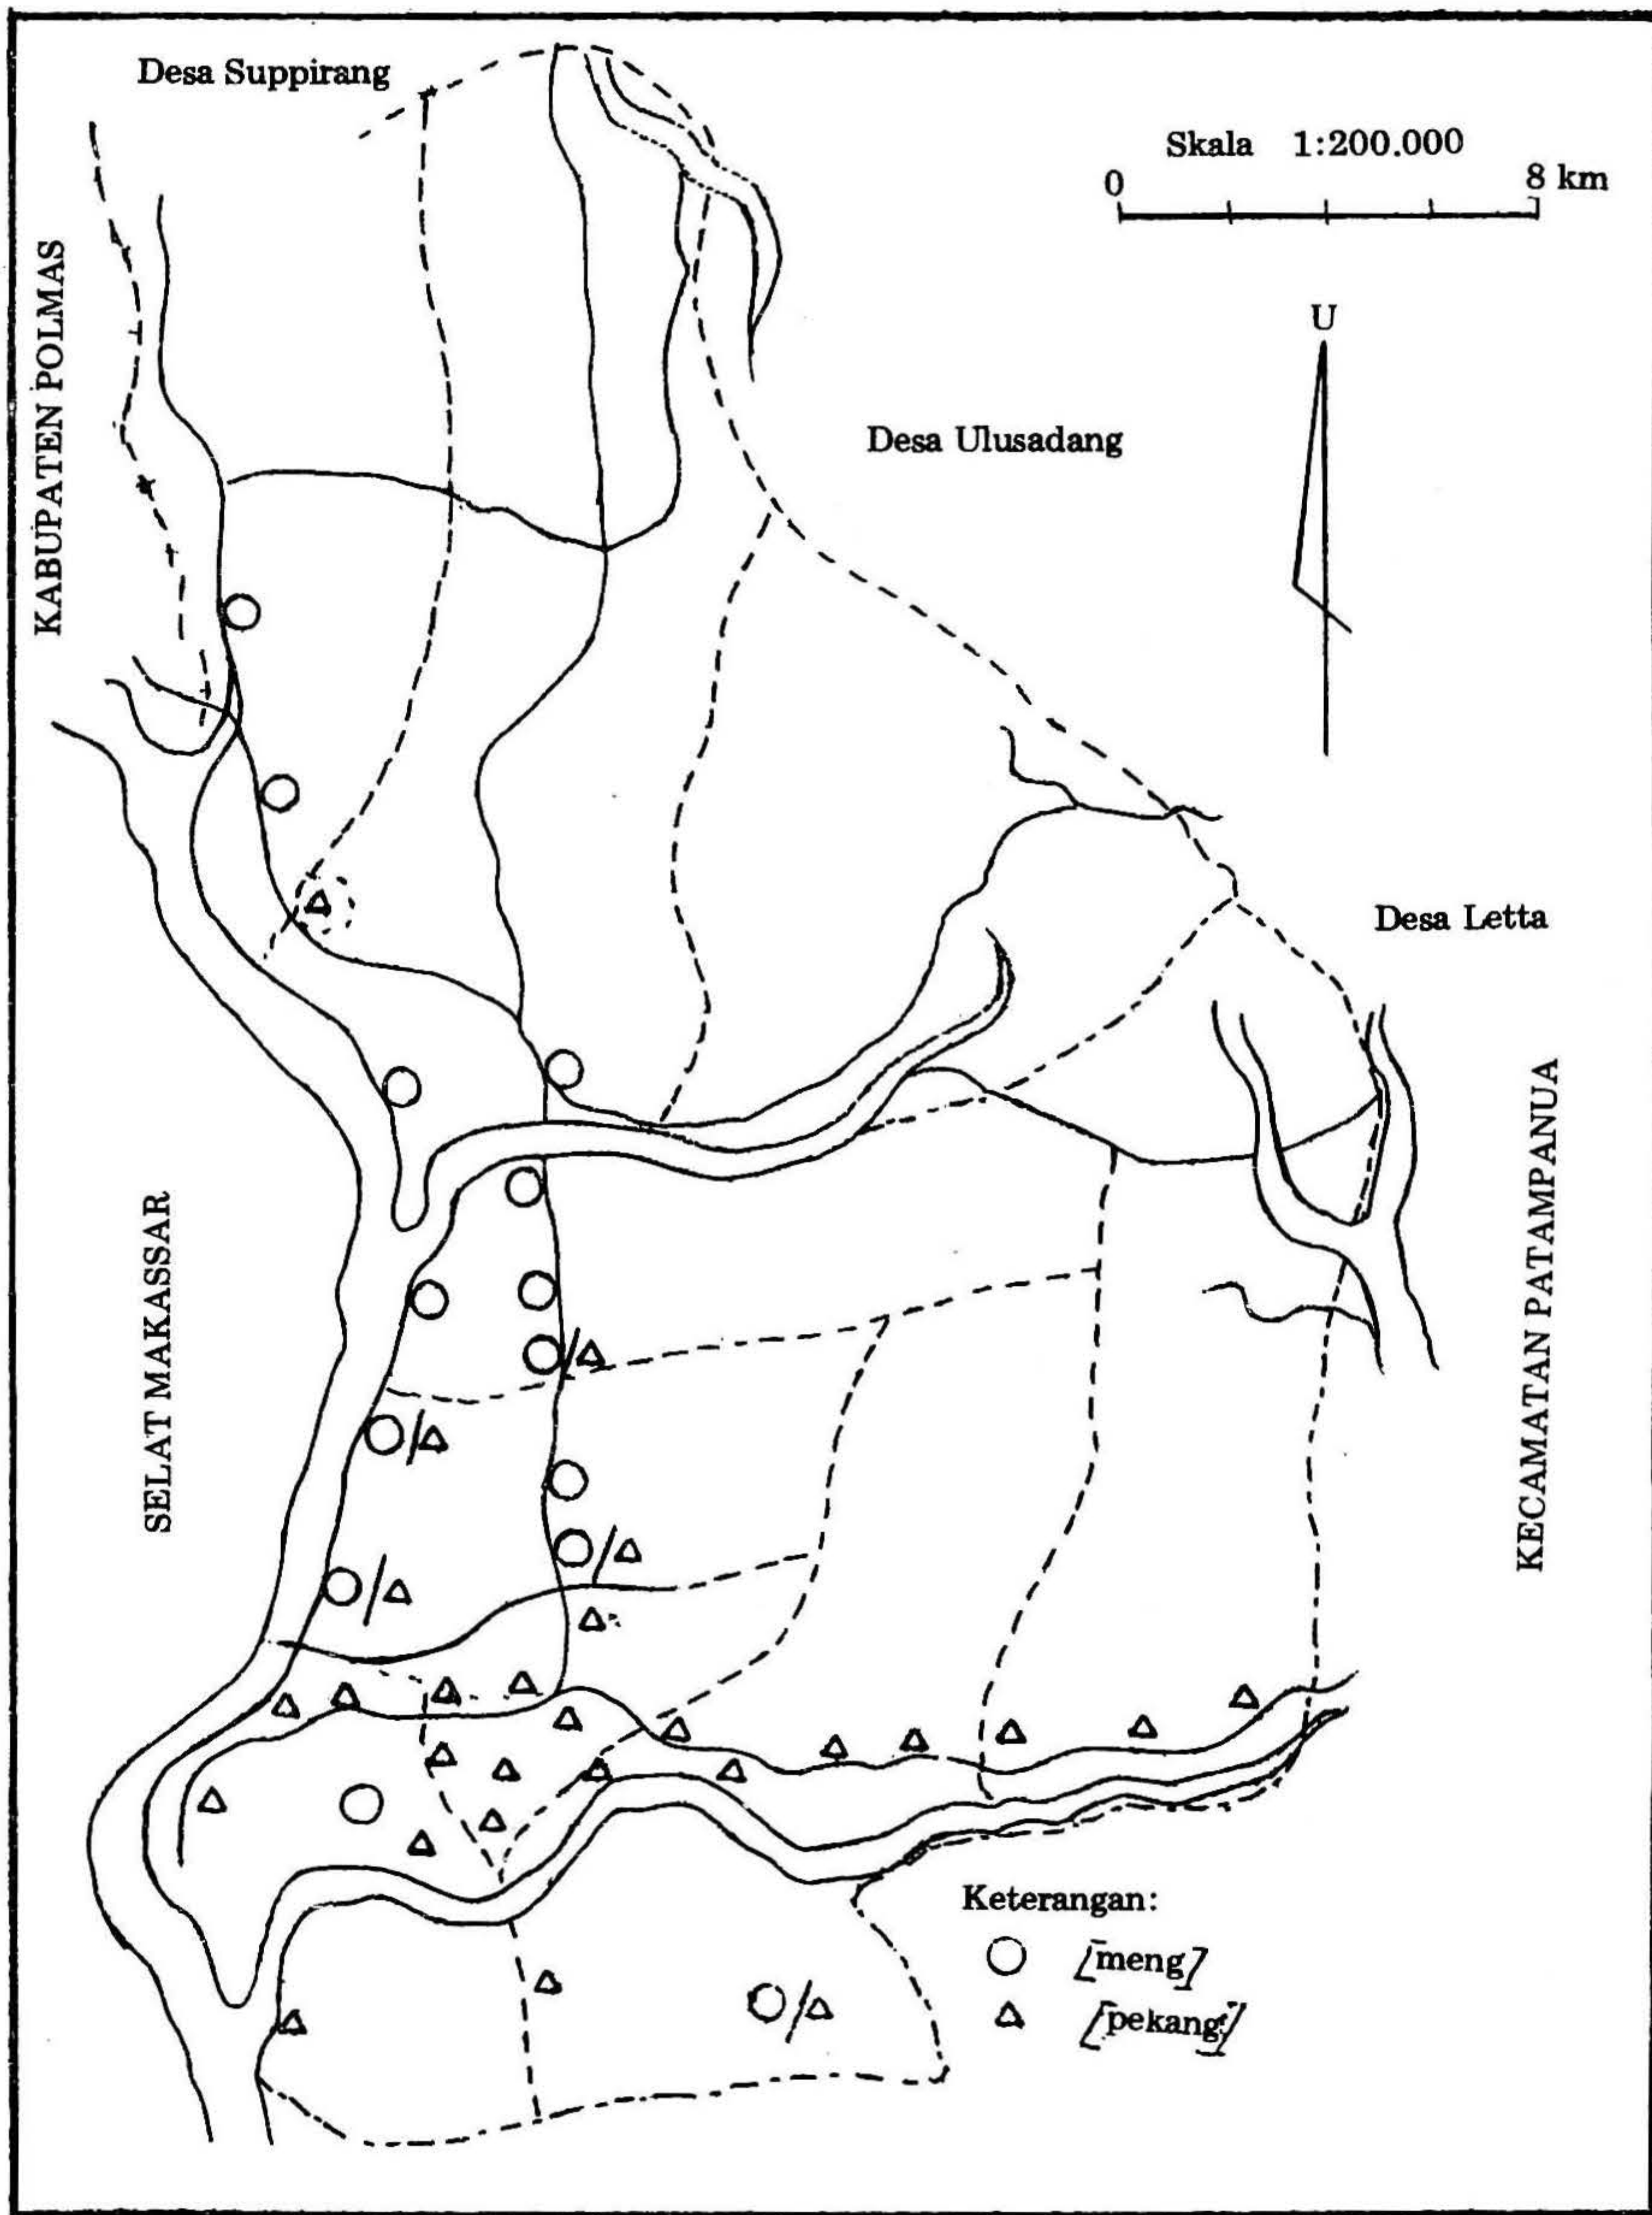 Desa Suppirang
Skala 1:200.000
0 8 km
KABUPATEN POLMAS
U
Desa Ulusadang
Desa Letta
SELAT MAKASSAR
KECAMATAN PATAMPANUA
Keterangan:
[meng]
[pekang]